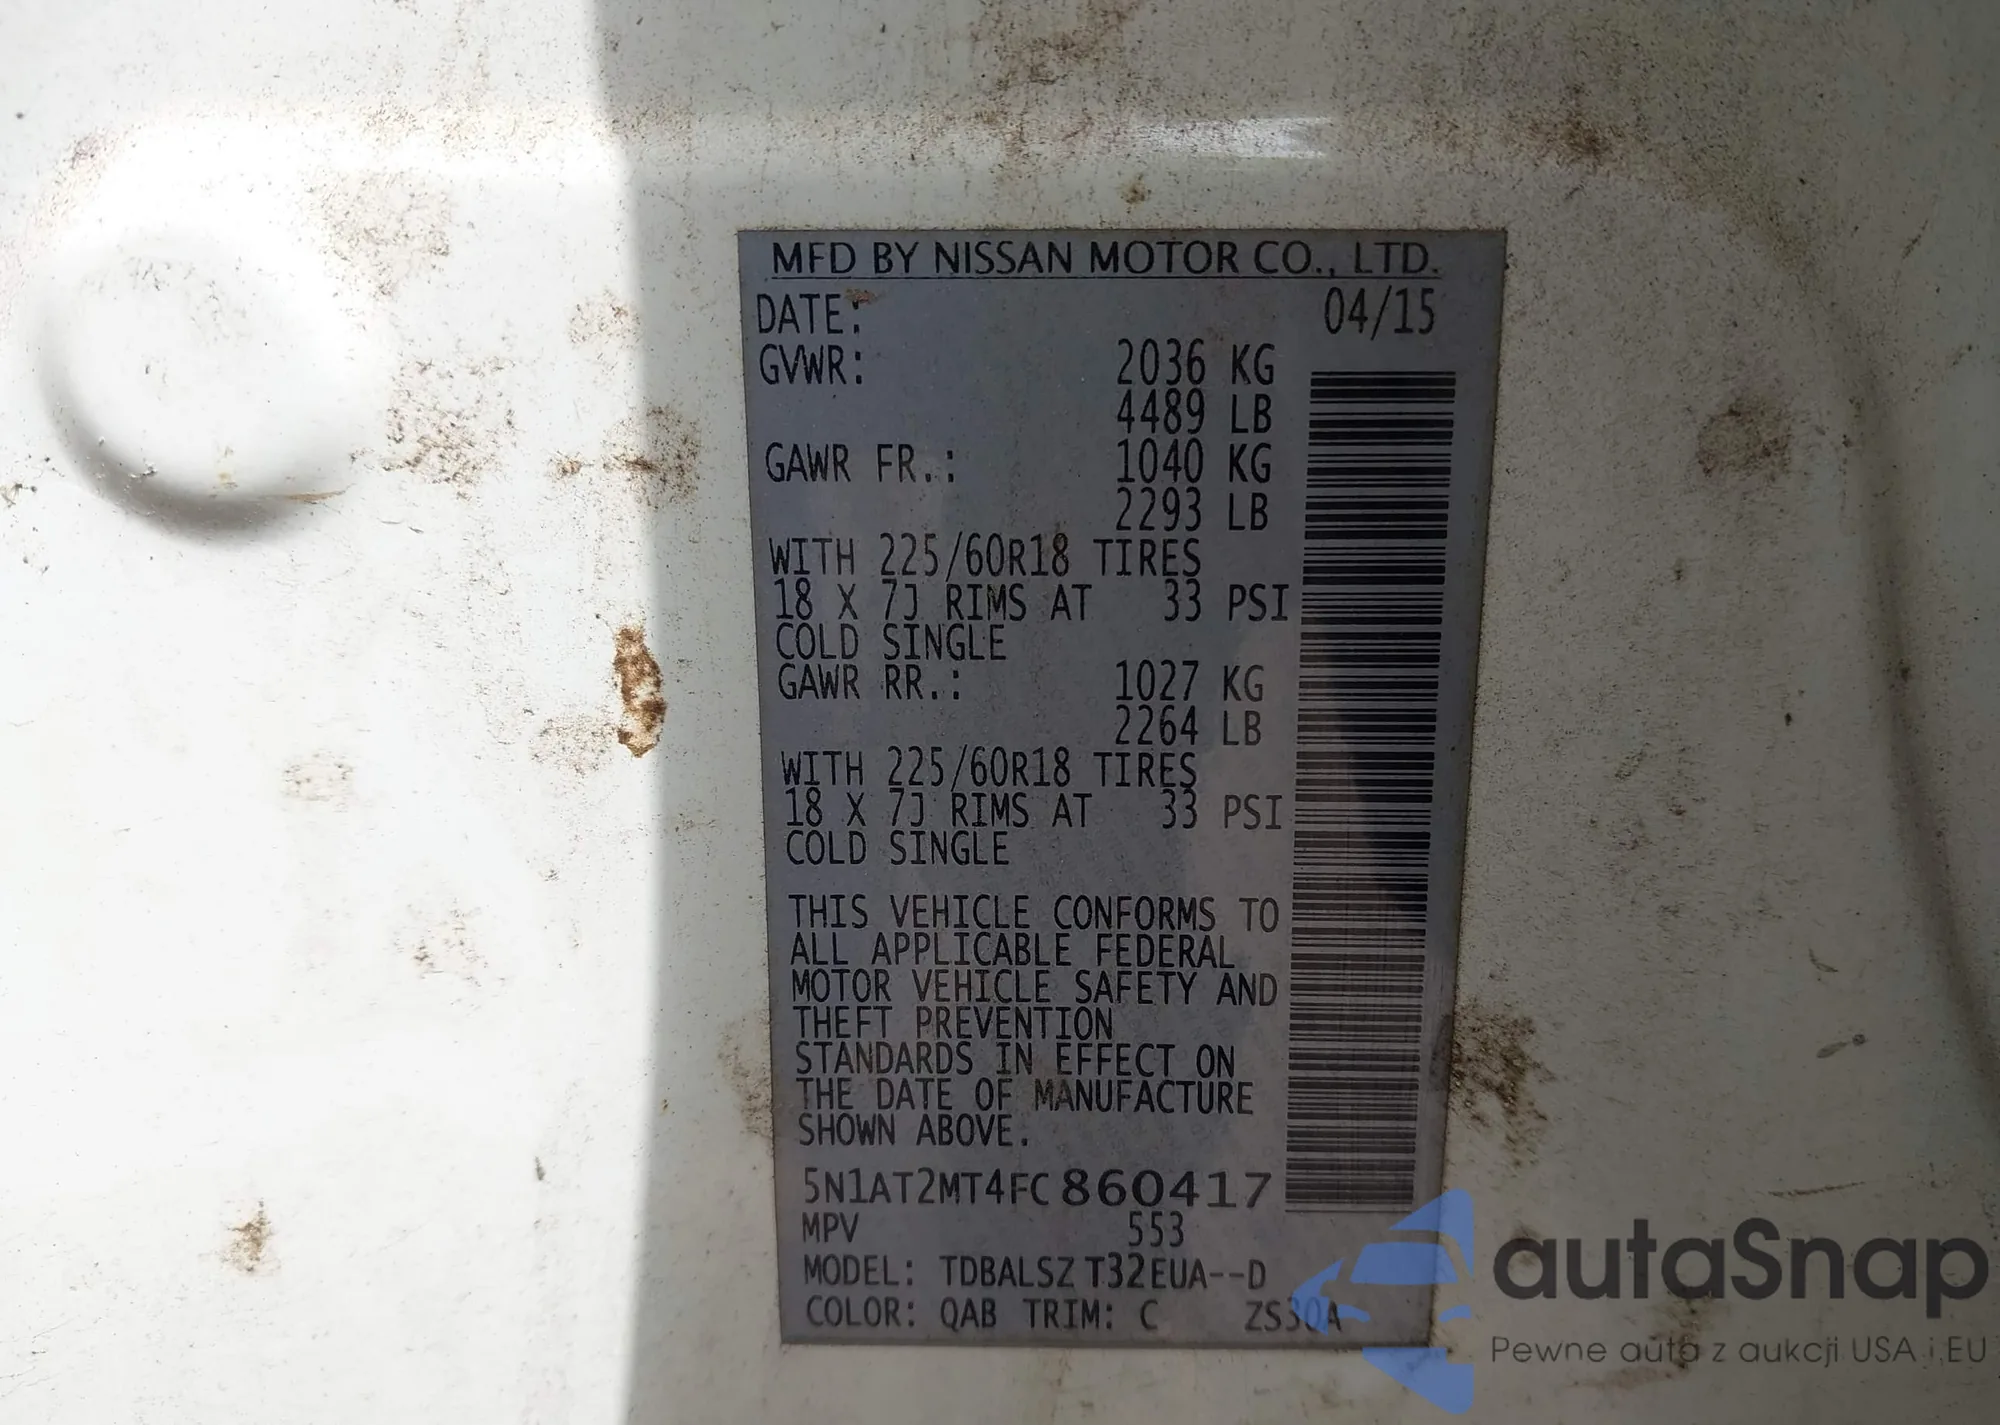 MFD BY NISSAN MOTOR CO., LTD.
DATE: 04/15
GVWR: 2036 KG
4489 LB
GAWR FR.: 1040 KG
2293 LB
WITH 225/60R18 TIRES
18 X 7J RIMS AT 33 PSI
COLD SINGLE
GAWR RR.: 1027 KG
2264 LB
WITH 225/60R18 TIRES
18 X 7J RIMS AT 33 PSI
COLD SINGLE
THIS VEHICLE CONFORMS TO
ALL APPLICABLE FEDERAL
MOTOR VEHICLE SAFETY AND
THEFT PREVENTION
STANDARDS IN EFFECT ON
THE DATE OF MANUFACTURE
SHOWN ABOVE.
5N1AT2MT4FC860417
MPV 553
MODEL: TDBALSZ T32EUA--D
COLOR: QAB TRIM: C ZS30A
autaSnap
Pewne auta z aukcji USA i EU